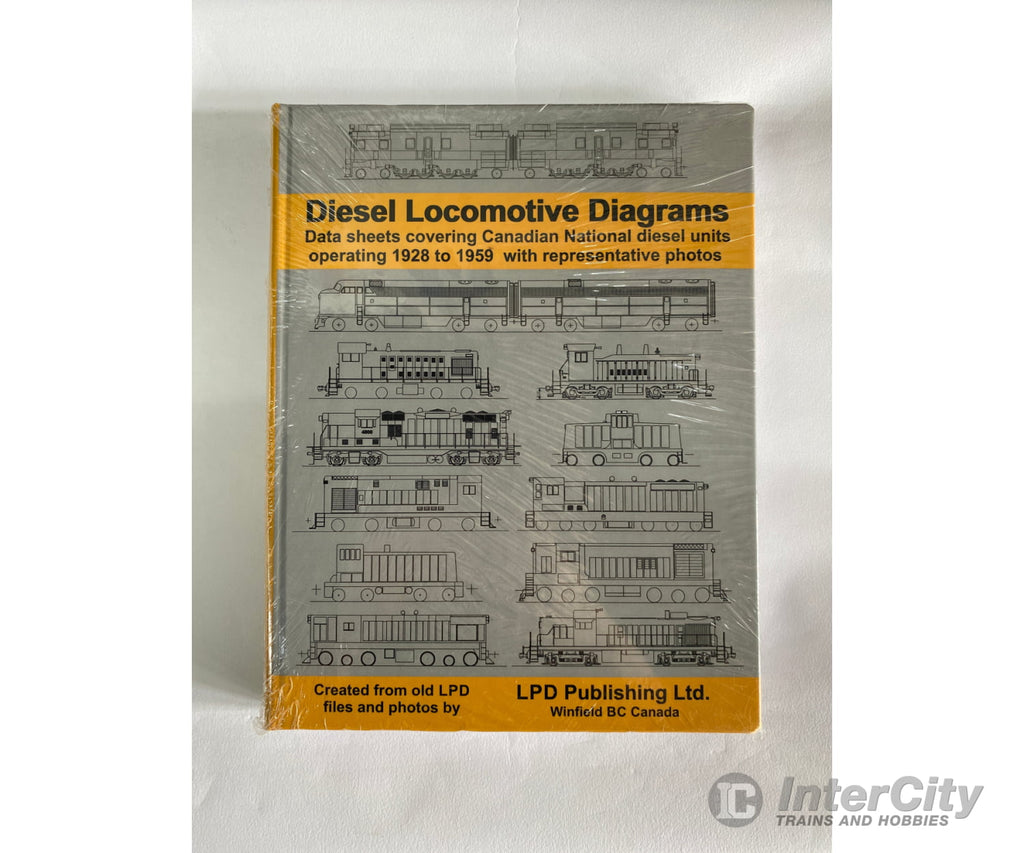 Diesel Locomotive Diagrams
Data sheets covering Canadian National diesel units
operating 1928 to 1959 with representative photos
Created from old LPD
files and photos by
LPD Publishing Ltd.
Winfield BC Canada
IC InterCity
TRAINS AND HOBBIES